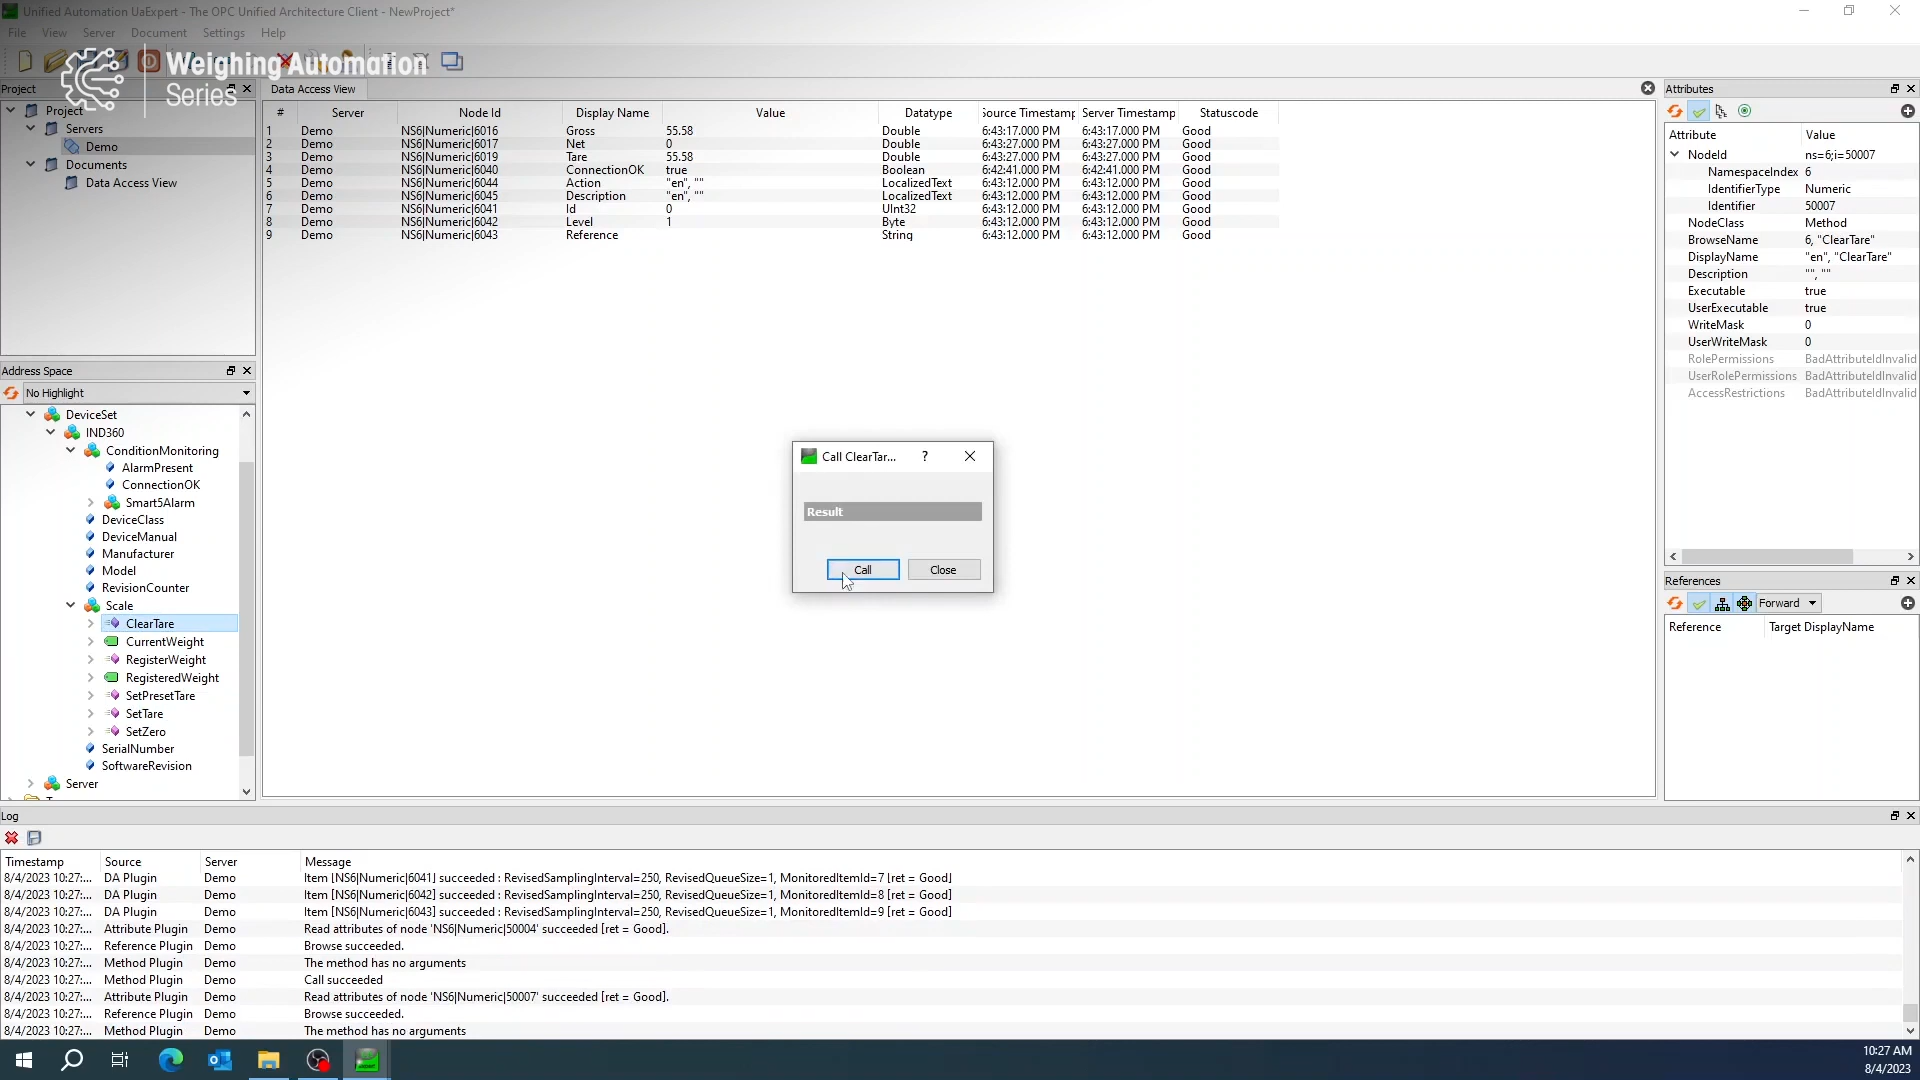 Unified Automation UaExpert - The OPC Unified Architecture Client - NewProject*
File View Server Document Settings Help
Weighing Automation
Series
Project
Project
Servers
Demo
Documents
Data Access View
Data Access View
# Server Node Id Display Name Value Datatype Source Timestamp Server Timestamp Statuscode
1 Demo NS6|Numeric|6016 Gross 55.58 Double 6:43:17.000 PM 6:43:17.000 PM Good
2 Demo NS6|Numeric|6017 Net 0 Double 6:43:27.000 PM 6:43:27.000 PM Good
3 Demo NS6|Numeric|6019 Tare 55.58 Double 6:43:27.000 PM 6:43:27.000 PM Good
4 Demo NS6|Numeric|6040 ConnectionOK true Boolean 6:42:41.000 PM 6:42:41.000 PM Good
5 Demo NS6|Numeric|6044 Action "en", "" LocalizedText 6:43:12.000 PM 6:43:12.000 PM Good
6 Demo NS6|Numeric|6045 Description "en", "" LocalizedText 6:43:12.000 PM 6:43:12.000 PM Good
7 Demo NS6|Numeric|6041 Id 0 UInt32 6:43:12.000 PM 6:43:12.000 PM Good
8 Demo NS6|Numeric|6042 Level 1 Byte 6:43:12.000 PM 6:43:12.000 PM Good
9 Demo NS6|Numeric|6043 Reference String 6:43:12.000 PM 6:43:12.000 PM Good
Attributes
Attribute Value
NodeId ns=6;i=50007
NamespaceIndex 6
IdentifierType Numeric
Identifier 50007
NodeClass Method
BrowseName 6, "ClearTare"
DisplayName "en", "ClearTare"
Description "", ""
Executable true
UserExecutable true
WriteMask 0
UserWriteMask 0
RolePermissions BadAttributeIdInvalid
UserRolePermissions BadAttributeIdInvalid
AccessRestrictions BadAttributeIdInvalid
Address Space
No Highlight
DeviceSet
IND360
ConditionMonitoring
AlarmPresent
ConnectionOK
Smart5Alarm
DeviceClass
DeviceManual
Manufacturer
Model
RevisionCounter
Scale
ClearTare
CurrentWeight
RegisterWeight
RegisteredWeight
SetPresetTare
SetTare
SetZero
SerialNumber
SoftwareRevision
Server
Call ClearTar... ?
Result
Call Close
References
Forward
Reference Target DisplayName
Log
Timestamp Source Server Message
8/4/2023 10:27:... DA Plugin Demo Item [NS6|Numeric|6041] succeeded : RevisedSamplingInterval=250, RevisedQueueSize=1, MonitoredItemId=7 [ret = Good]
8/4/2023 10:27:... DA Plugin Demo Item [NS6|Numeric|6042] succeeded : RevisedSamplingInterval=250, RevisedQueueSize=1, MonitoredItemId=8 [ret = Good]
8/4/2023 10:27:... DA Plugin Demo Item [NS6|Numeric|6043] succeeded : RevisedSamplingInterval=250, RevisedQueueSize=1, MonitoredItemId=9 [ret = Good]
8/4/2023 10:27:... Attribute Plugin Demo Read attributes of node 'NS6|Numeric|50004' succeeded [ret = Good].
8/4/2023 10:27:... Reference Plugin Demo Browse succeeded.
8/4/2023 10:27:... Method Plugin Demo The method has no arguments
8/4/2023 10:27:... Method Plugin Demo Call succeeded
8/4/2023 10:27:... Attribute Plugin Demo Read attributes of node 'NS6|Numeric|50007' succeeded [ret = Good].
8/4/2023 10:27:... Reference Plugin Demo Browse succeeded.
8/4/2023 10:27:... Method Plugin Demo The method has no arguments
10:27 AM
8/4/2023